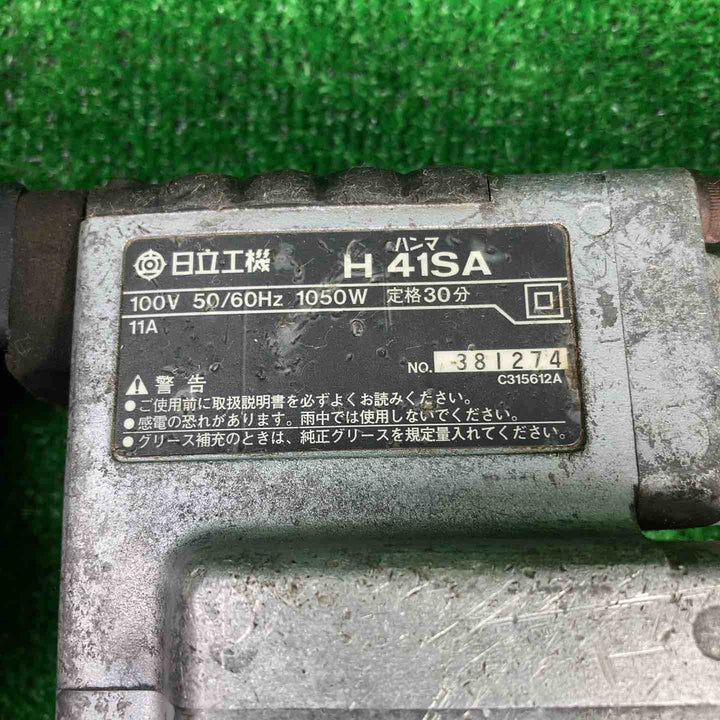 日立工機 ハンマ H 41SA
100V 50/60Hz 1050W 定格30分
11A
NO. 381274
C315612A
警告
●ご使用前に取扱説明書を必ずよくお読みください。
●感電の恐れがあります。雨中では使用しないでください。
●グリース補充のときは、純正グリースを規定量入れてください。